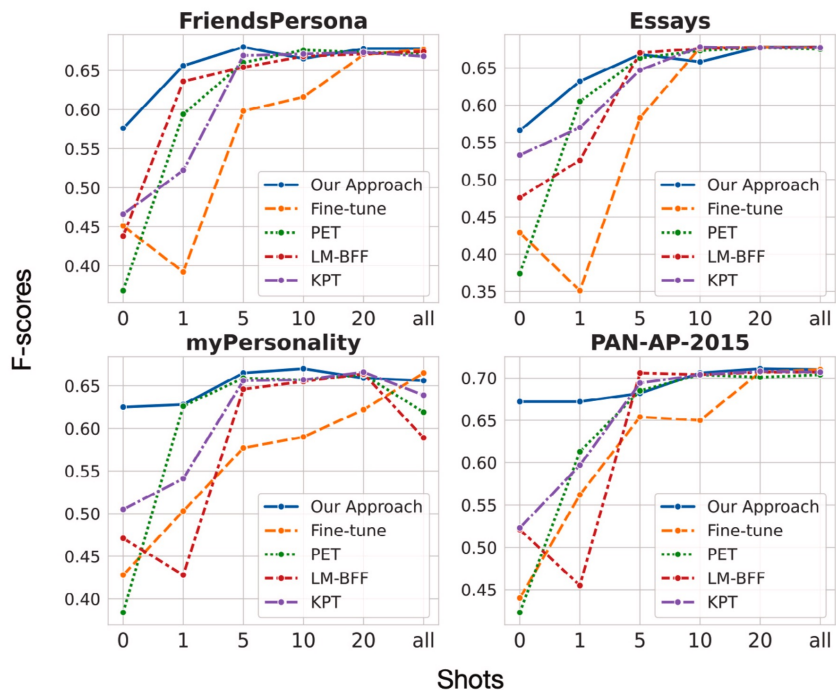 FriendsPersona
0.65
0.60
0.55
0.50
0.45
0.40
Our Approach
Fine-tune
PET
LM-BFF
KPT
0 1 5 10 20 all
Essays
0.65
0.60
0.55
0.50
0.45
0.40
0.35
Our Approach
Fine-tune
PET
LM-BFF
KPT
0 1 5 10 20 all
F-scores
myPersonality
0.65
0.60
0.55
0.50
0.45
0.40
Our Approach
Fine-tune
PET
LM-BFF
KPT
0 1 5 10 20 all
PAN-AP-2015
0.70
0.65
0.60
0.55
0.50
0.45
Our Approach
Fine-tune
PET
LM-BFF
KPT
0 1 5 10 20 all
Shots